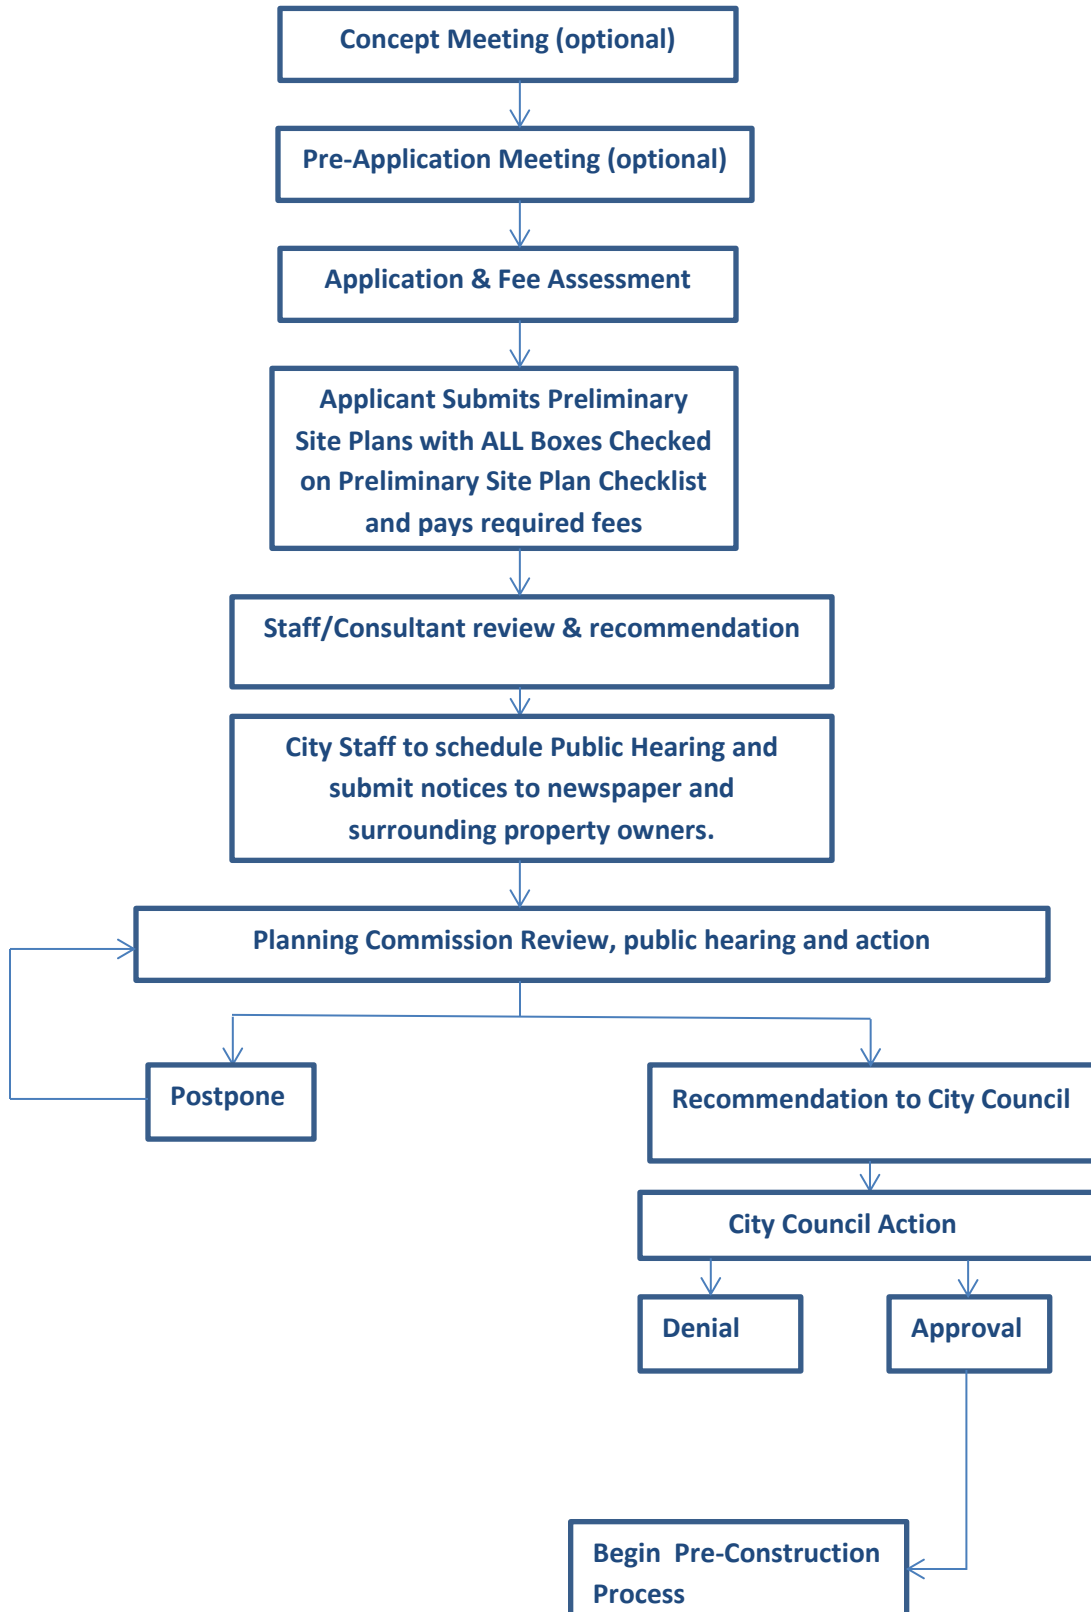 Concept Meeting (optional)
Pre-Application Meeting (optional)
Application & Fee Assessment
Applicant Submits Preliminary
Site Plans with ALL Boxes Checked
on Preliminary Site Plan Checklist
and pays required fees
Staff/Consultant review & recommendation
City Staff to schedule Public Hearing and
submit notices to newspaper and
surrounding property owners.
Planning Commission Review, public hearing and action
Postpone
Recommendation to City Council
City Council Action
Denial
Approval
Begin Pre-Construction
Process